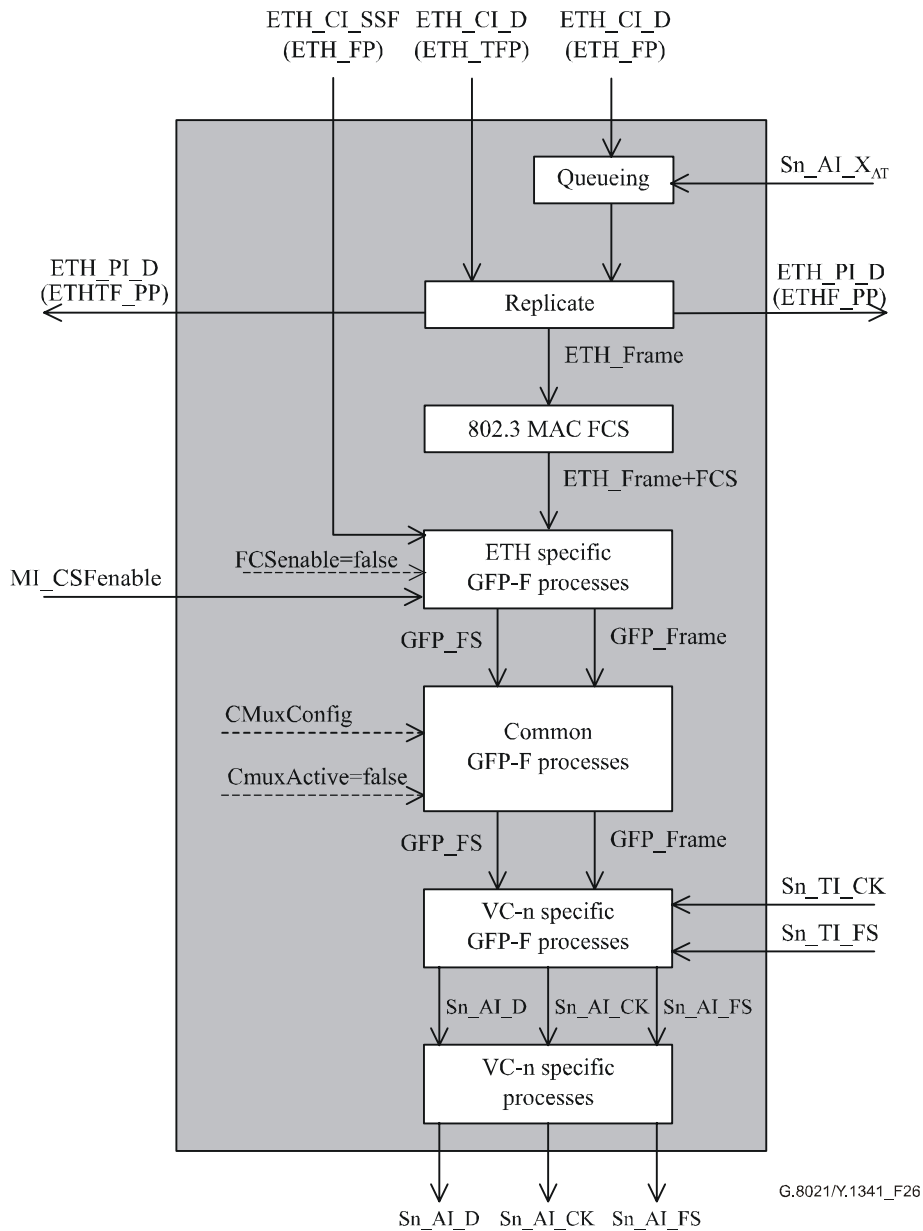 ETH_CI_SSF ETH_CI_D ETH_CI_D
(ETH_FP) (ETH_TFP) (ETH_FP)
Queueing
Sn_AI_X_AT
ETH_PI_D
(ETHTF_PP)
Replicate
ETH_PI_D
(ETHF_PP)
ETH_Frame
802.3 MAC FCS
ETH_Frame+FCS
FCSenable=false
MI_CSFenable
ETH specific
GFP-F processes
GFP_FS GFP_Frame
CMuxConfig
CmuxActive=false
Common
GFP-F processes
GFP_FS GFP_Frame
VC-n specific
GFP-F processes
Sn_TI_CK
Sn_TI_FS
Sn_AI_D Sn_AI_CK Sn_AI_FS
VC-n specific
processes
Sn_AI_D Sn_AI_CK Sn_AI_FS
G.8021/Y.1341_F26